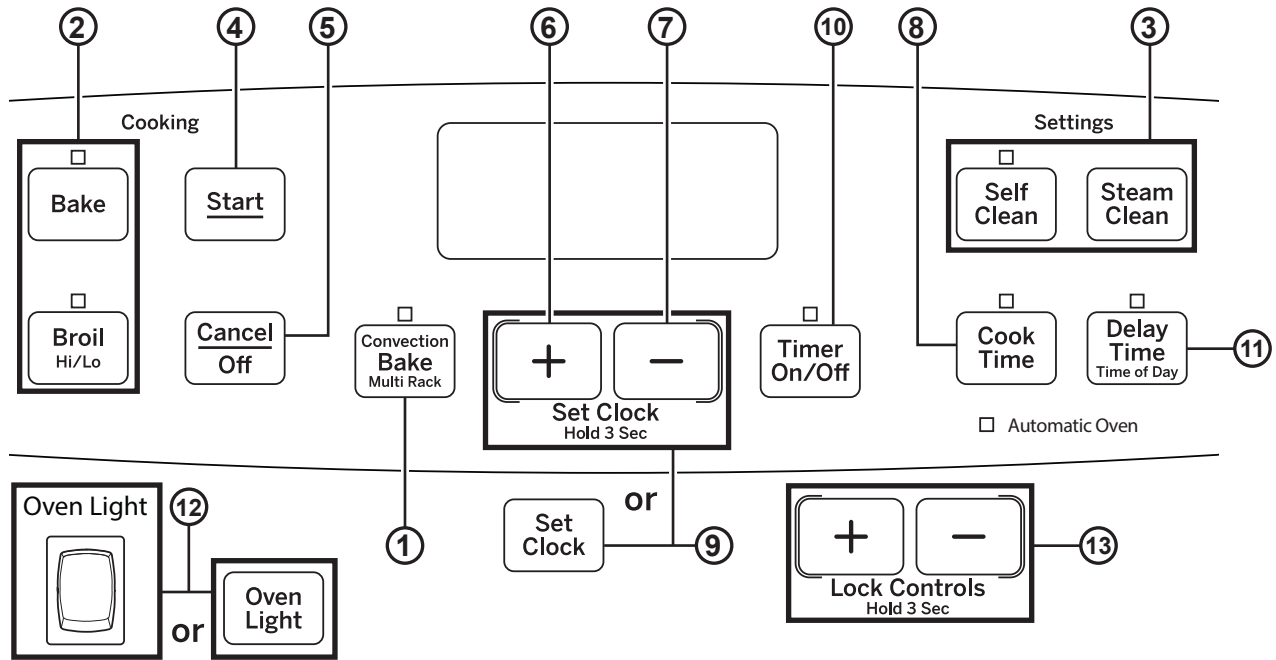 2
4
5
6
7
10
8
3
Cooking
Settings
Bake
Start
Self
Clean
Steam
Clean
Broil
Hi/Lo
Cancel
Off
Convection
Bake
Multi Rack
+
−
Set Clock
Hold 3 Sec
Timer
On/Off
Cook
Time
Delay
Time
Time of Day
11
Automatic Oven
Oven Light
12
or
Oven
Light
1
Set
Clock
or
9
+
−
Lock Controls
Hold 3 Sec
13